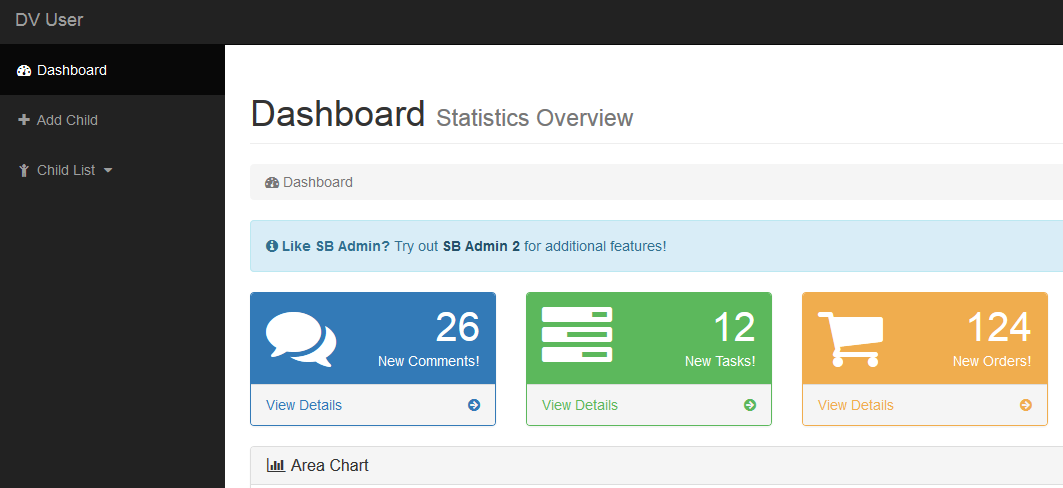 DV User
Dashboard
Add Child
Child List
Dashboard Statistics Overview
Dashboard
Like SB Admin? Try out SB Admin 2 for additional features!
26
New Comments!
View Details
12
New Tasks!
View Details
124
New Orders!
View Details
Area Chart